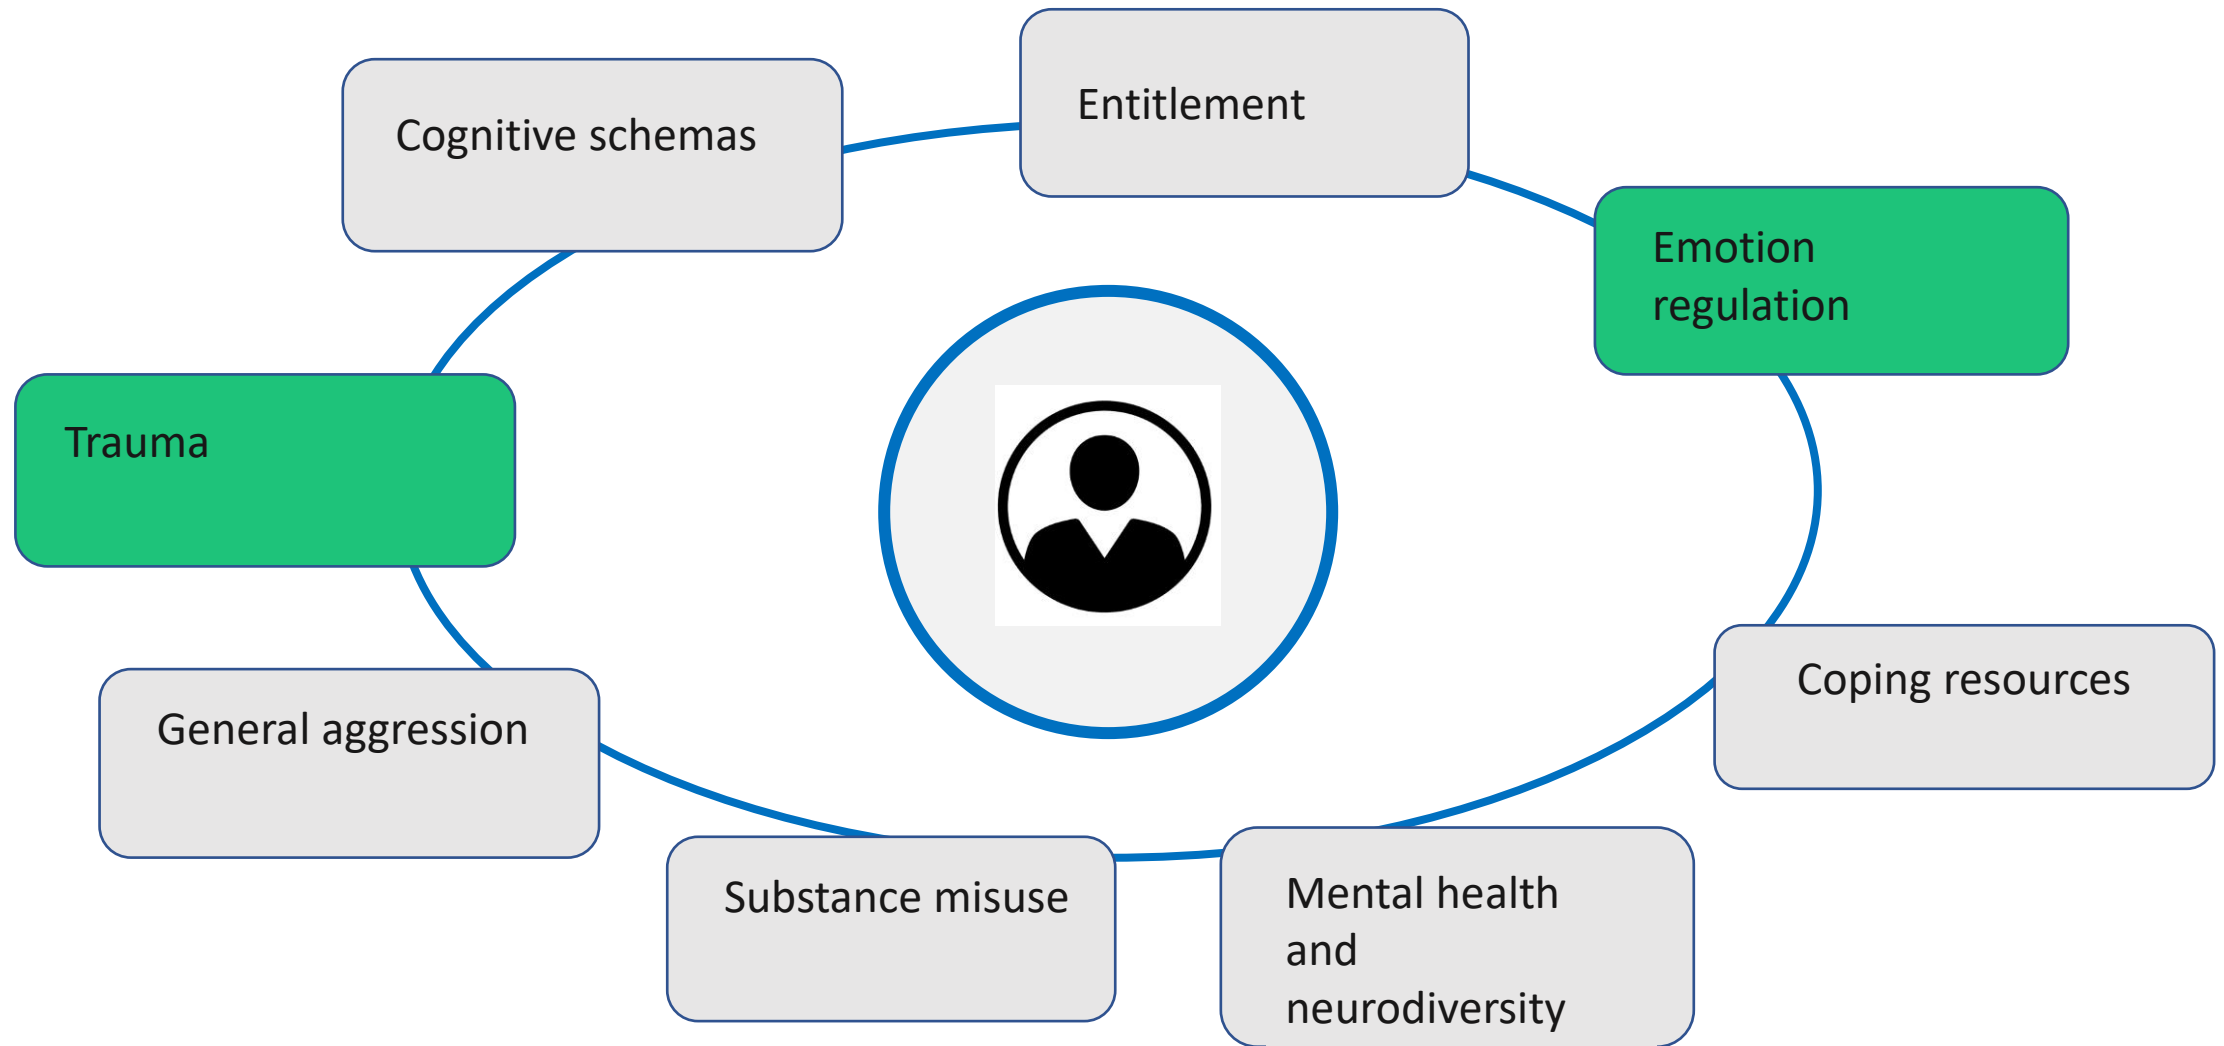 Entitlement
Cognitive schemas
Emotion
regulation
Trauma
Coping resources
General aggression
Substance misuse
Mental health
and
neurodiversity